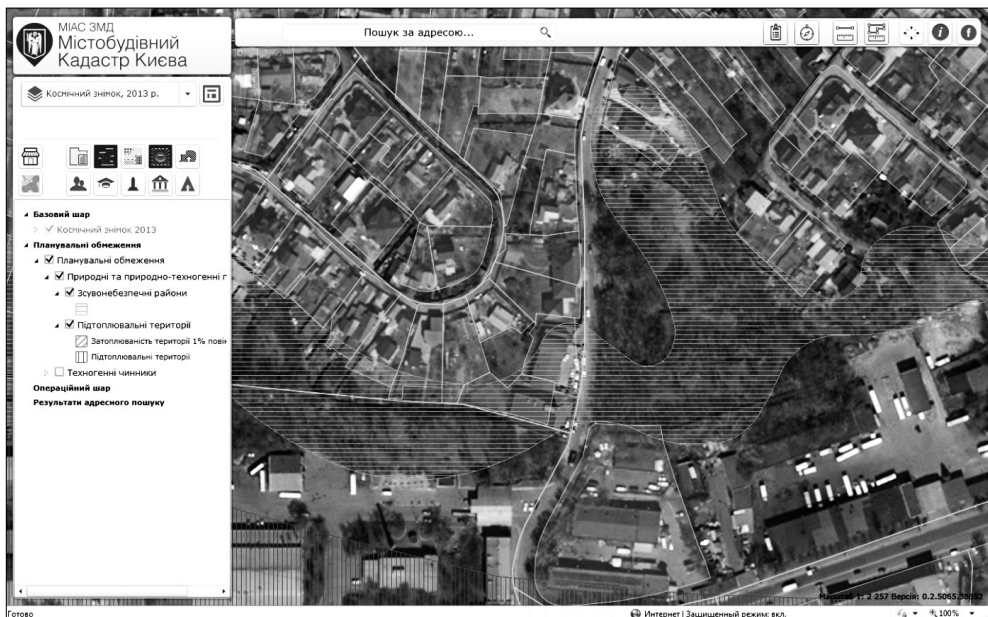 МІАС ЗМД
Містобудівний
Кадастр Києва
Пошук за адресою...
Космічний знімок, 2013 р.
Базовий шар
Космічний знімок 2013
Планувальні обмеження
Планувальні обмеження
Природні та природно-техногенні г
Зсувонебезпечні райони
Підтоплювальні території
Затоплюваність території 1% повін
Підтоплювальні території
Техногенні чинники
Операційний шар
Результати адресного пошуку
Масштаб 1: 2 257 Версія: 0.2.5065.38852
Готово
Интернет | Защищенный режим: вкл.
100%